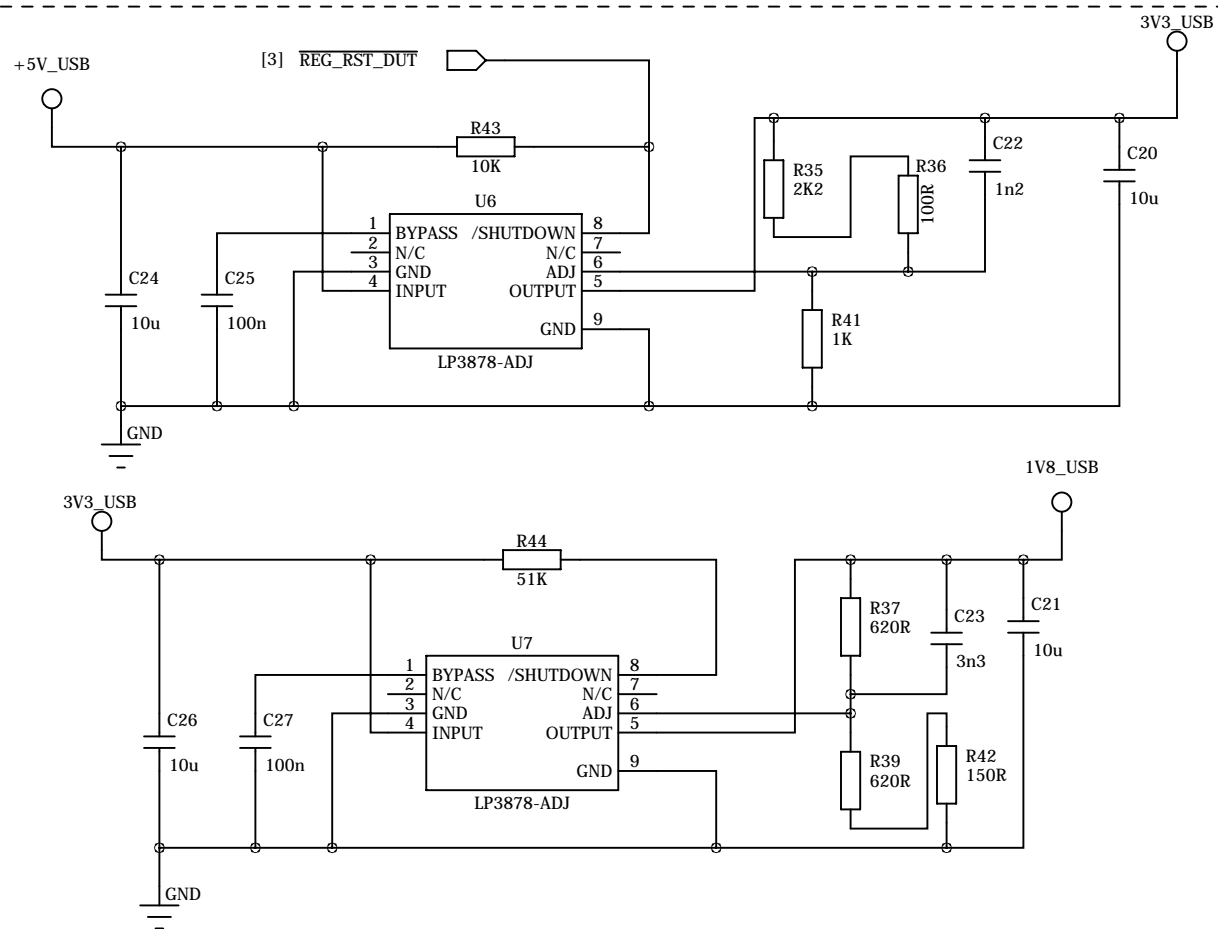 3V3_USB
[3] REG_RST_DUT
+5V_USB
R43
10K
C22
1n2
C20
10u
R35
2K2
R36
100R
U6
1 BYPASS /SHUTDOWN 8
2 N/C N/C 7
3 GND ADJ 6
4 INPUT OUTPUT 5
GND 9
LP3878-ADJ
C24
10u
C25
100n
R41
1K
GND
1V8_USB
3V3_USB
R44
51K
R37
620R
C23
3n3
C21
10u
U7
1 BYPASS /SHUTDOWN 8
2 N/C N/C 7
3 GND ADJ 6
4 INPUT OUTPUT 5
GND 9
LP3878-ADJ
C26
10u
C27
100n
R39
620R
R42
150R
GND